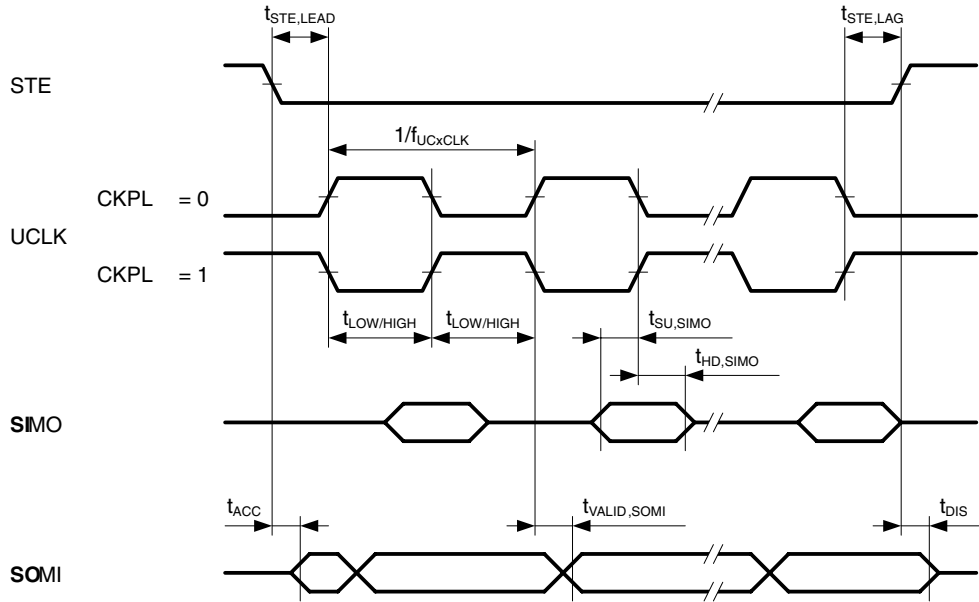 tSTE,LEAD
tSTE,LAG
STE
1/fUCxCLK
CKPL = 0
UCLK
CKPL = 1
tLOW/HIGH tLOW/HIGH
tSU,SIMO
tHD,SIMO
SIMO
tACC
tVALID,SOMI
tDIS
SOMI